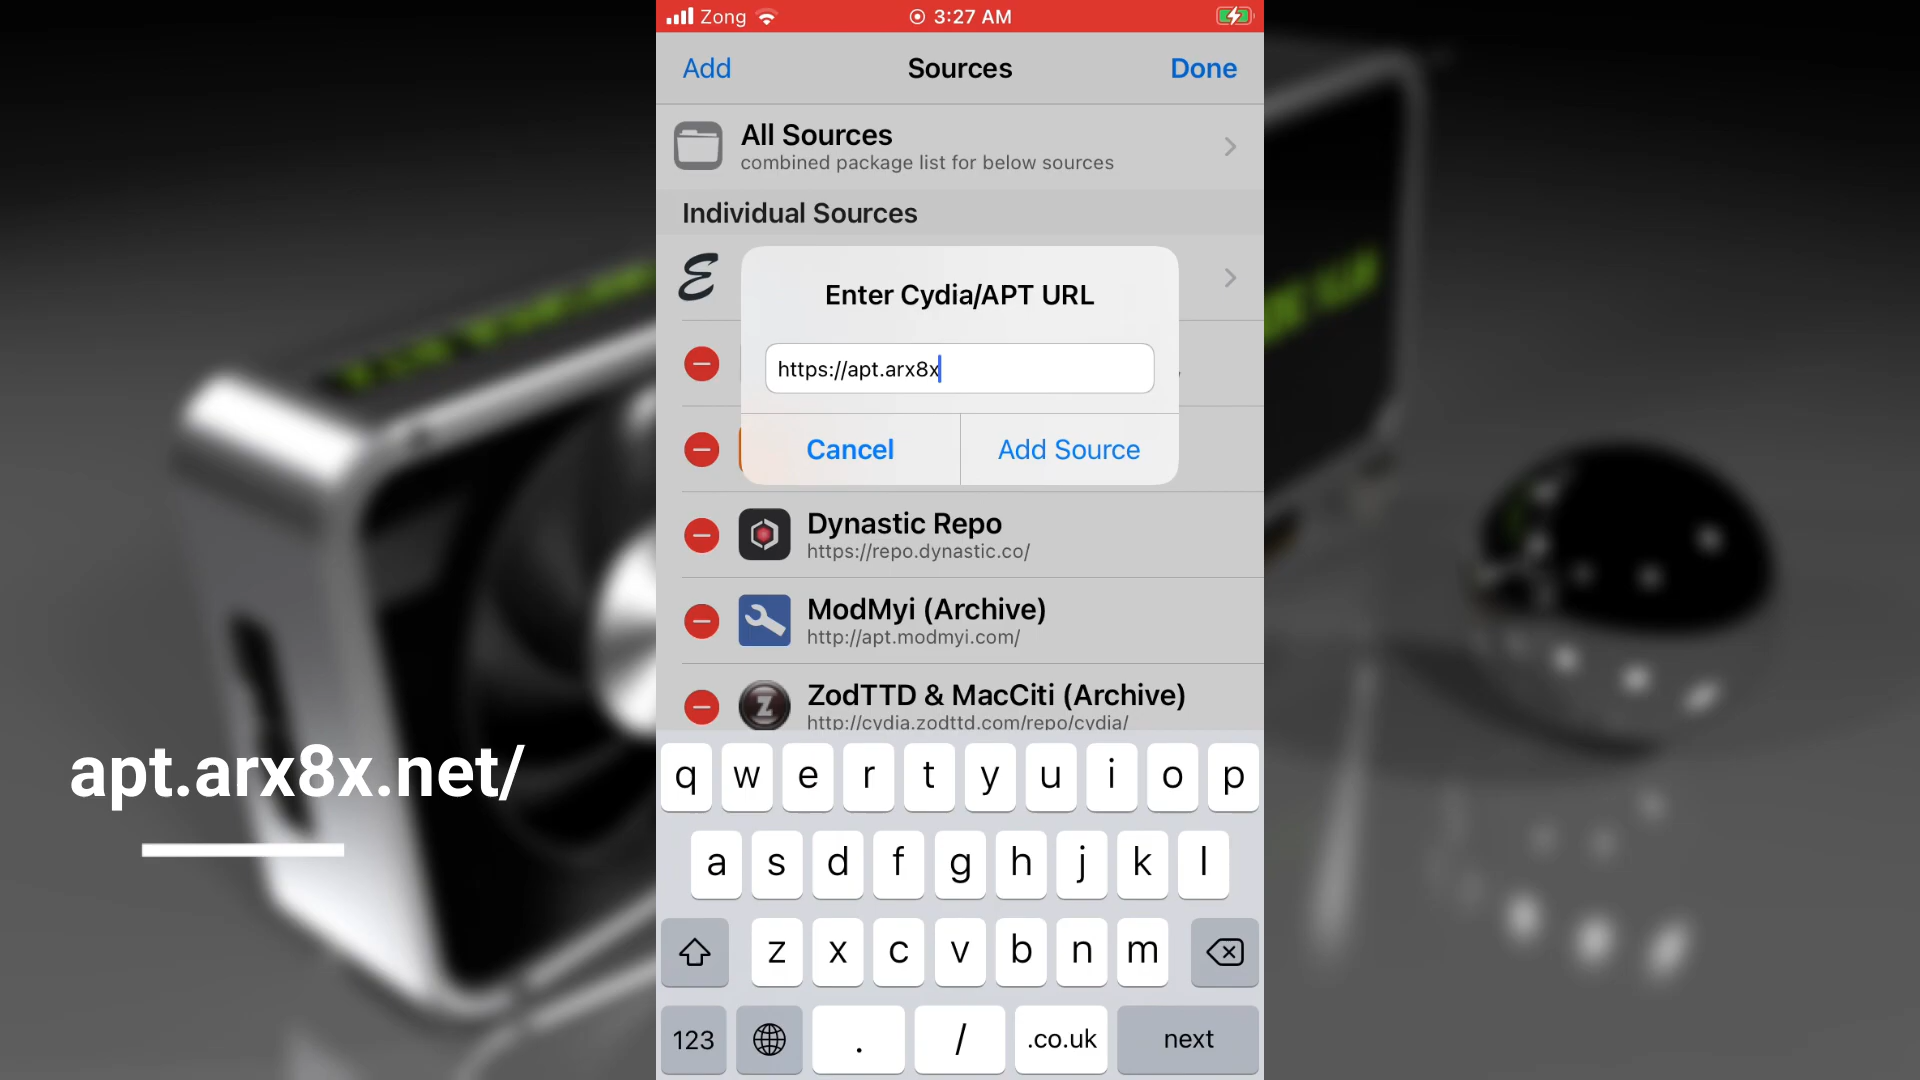 Zong
3:27 AM
Add
Sources
Done
All Sources
combined package list for below sources
Individual Sources
Enter Cydia/APT URL
https://apt.arx8x
Cancel
Add Source
Dynastic Repo
https://repo.dynastic.co/
ModMyi (Archive)
http://apt.modmyi.com/
ZodTTD & MacCiti (Archive)
http://cydia.zodttd.com/repo/cydia/
apt.arx8x.net/
q w e r t y u i o p
a s d f g h j k l
z x c v b n m
123 . / .co.uk next